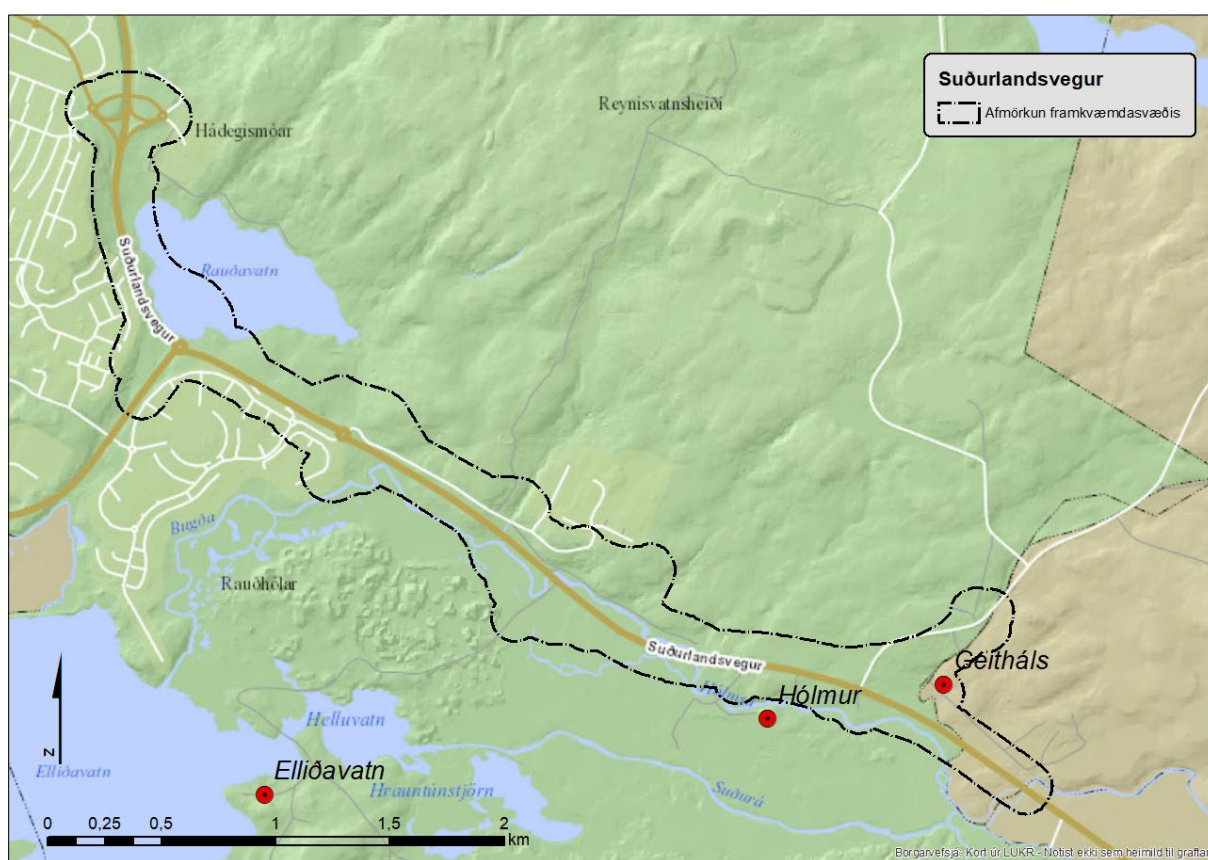 Suðurlandsvegur
Afmörkun framkvæmdasvæðis
Reynisvatnsheiði
Hádegismóar
Rauðavatn
Suðurlandsvegur
Bugða
Rauðhólar
Suðurlandsvegur
Geitháls
Hólmur
Helluvatn
Elliðavatn
Elliðavatn
Hrauntúnstjörn
Suðurá
N
0 0,25 0,5 1 1,5 2
km
Borgarvefsjá: Kort úr LUKR - Notist ekki sem heimild til graftar